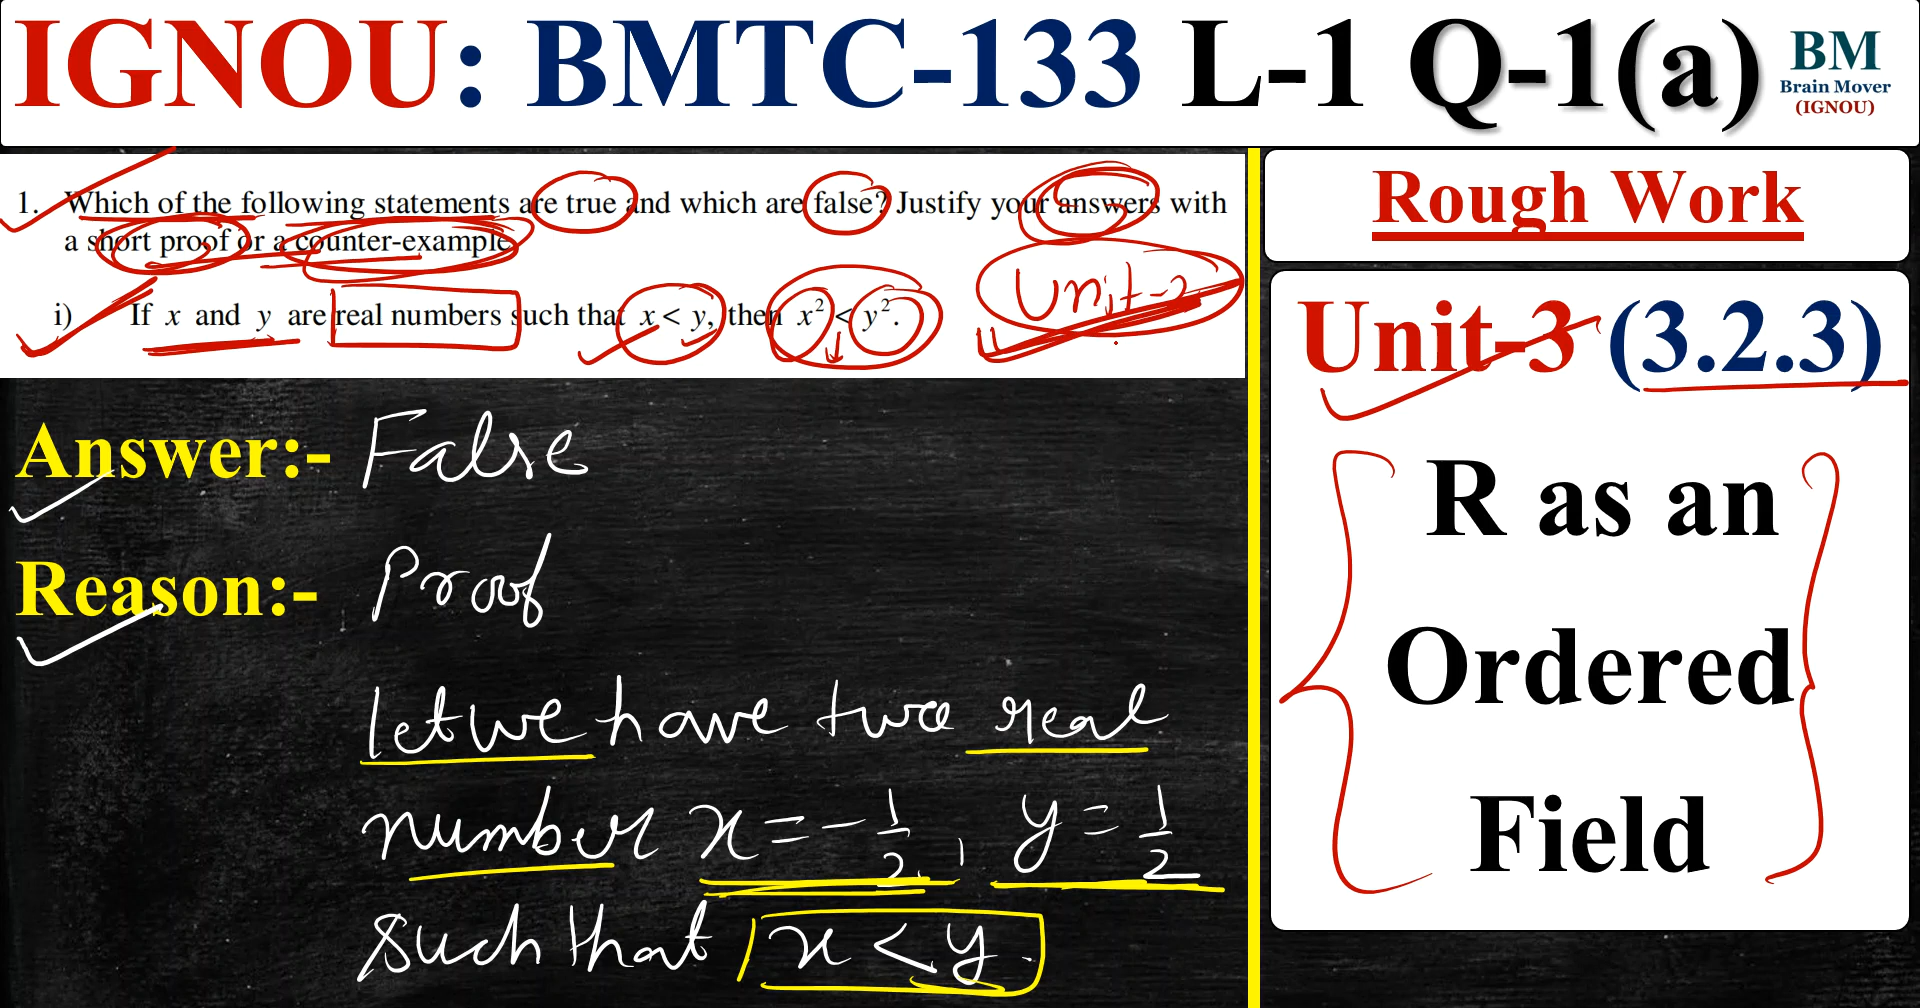 IGNOU: BMTC-133 L-1 Q-1(a)
BM
Brain Mover
(IGNOU)
1. Which of the following statements are true and which are false? Justify your answers with
a short proof or a counter-example
i) If x and y are real numbers such that x < y, then x² < y².
Unit-2
Answer:- False
Reason:- Proof
let we have two real
number x = -1/2, y = 1/2
such that x < y.
Rough Work
Unit-3 (3.2.3)
R as an
Ordered
Field